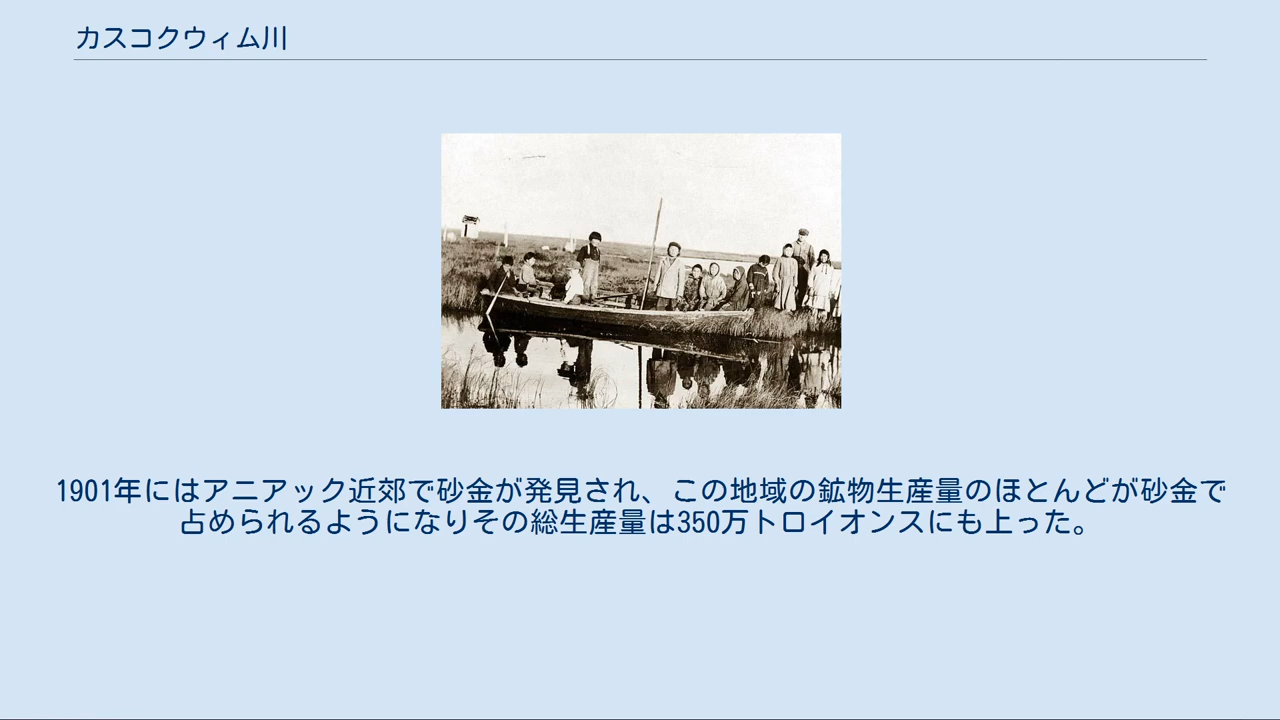 カスコクウィム川
1901年にはアニアック近郊で砂金が発見され、この地域の鉱物生産量のほとんどが砂金で
占められるようになりその総生産量は350万トロイオンスにも上った。